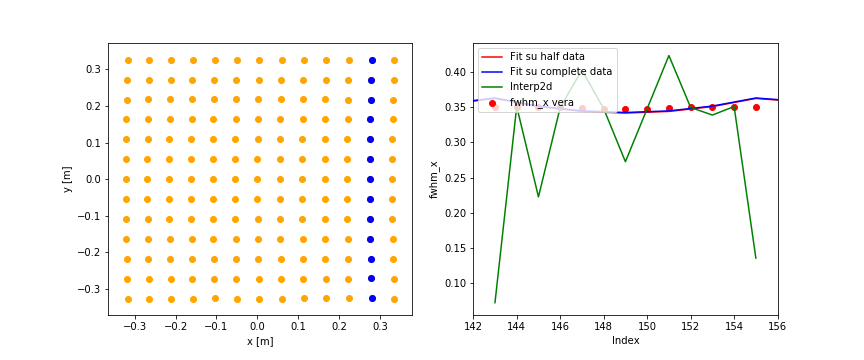 0.3
0.2
0.1
0.0
−0.1
−0.2
−0.3
y [m]
−0.3 −0.2 −0.1 0.0 0.1 0.2 0.3
x [m]
Fit su half data
Fit su complete data
Interp2d
fwhm_x vera
0.40
0.35
0.30
0.25
0.20
0.15
0.10
fwhm_x
142 144 146 148 150 152 154 156
Index